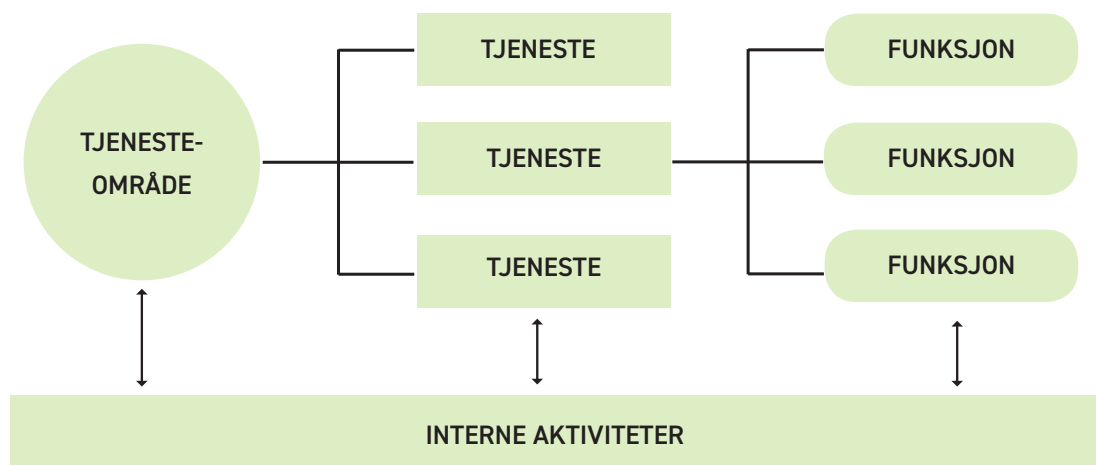 TJENESTE-
OMRÅDE
TJENESTE
TJENESTE
TJENESTE
FUNKSJON
FUNKSJON
FUNKSJON
INTERNE AKTIVITETER